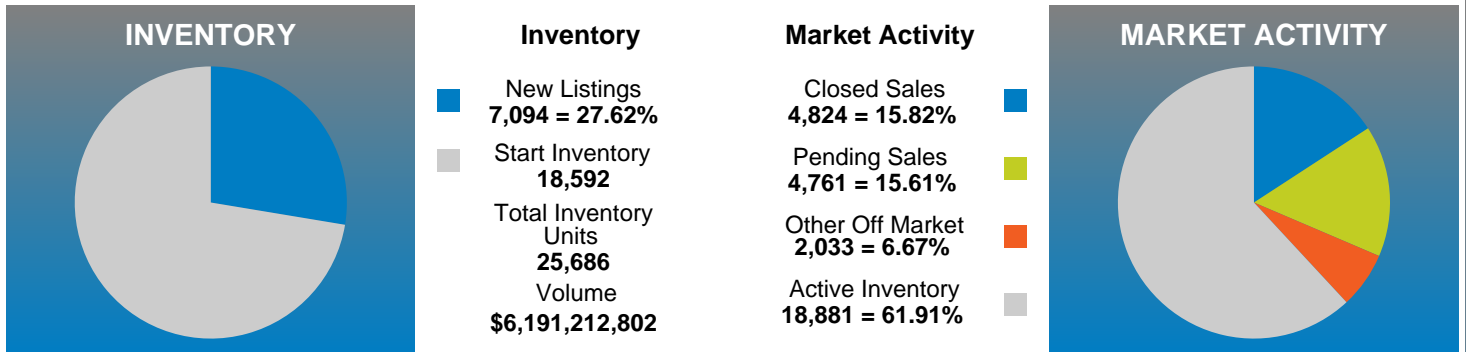 INVENTORY
Inventory
New Listings
7,094 = 27.62%
Start Inventory
18,592
Total Inventory
Units
25,686
Volume
$6,191,212,802
Market Activity
Closed Sales
4,824 = 15.82%
Pending Sales
4,761 = 15.61%
Other Off Market
2,033 = 6.67%
Active Inventory
18,881 = 61.91%
MARKET ACTIVITY